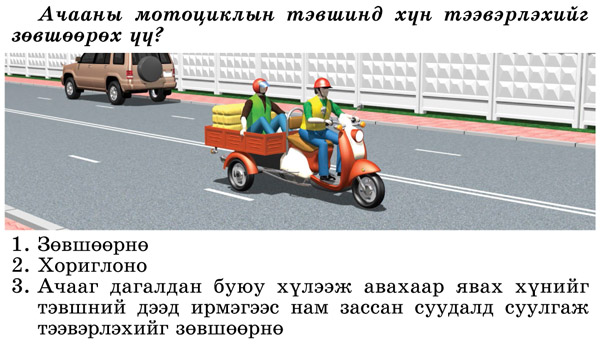 Ачааны мотоциклын тэвшинд хүн тээвэрлэхийг
зөвшөөрөх үү?
1. Зөвшөөрнө
2. Хориглоно
3. Ачааг дагалдан буюу хүлээж авахаар явах хүнийг
тэвшний дээд ирмэгээс нам зассан суудалд суулгаж
тээвэрлэхийг зөвшөөрнө